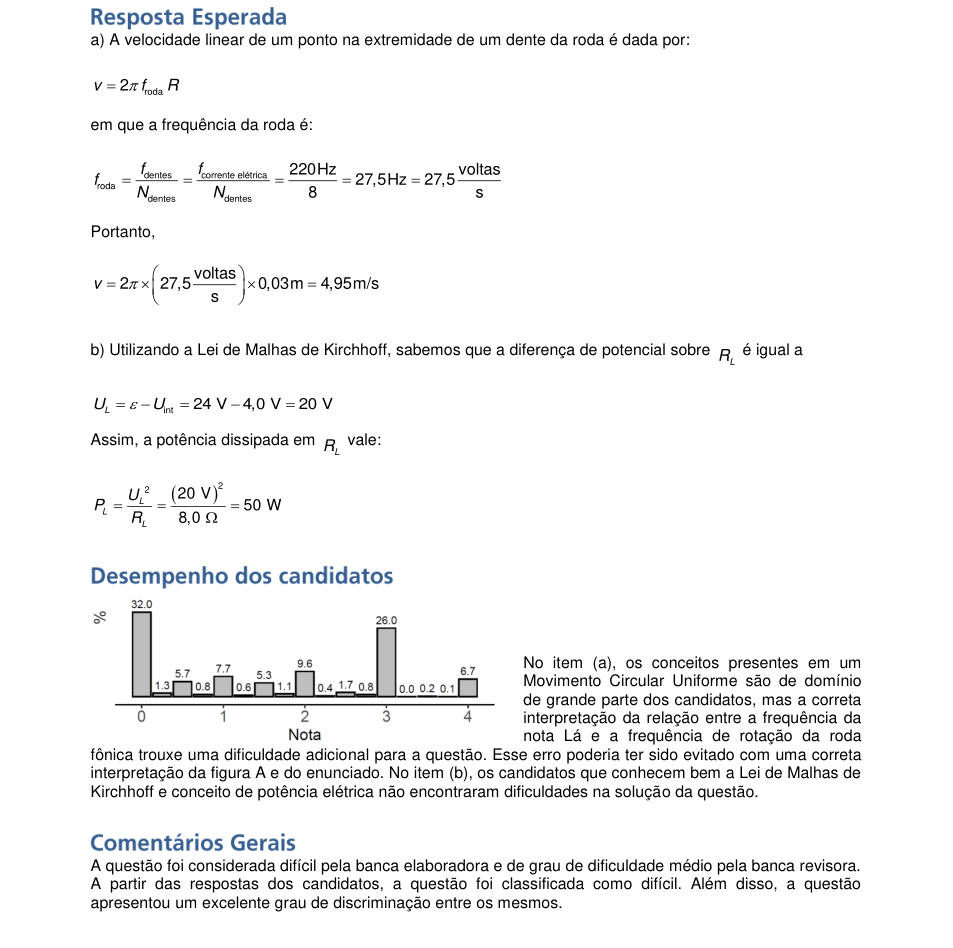 Resposta Esperada
a) A velocidade linear de um ponto na extremidade de um dente da roda é dada por:
v = 2π f_roda R
em que a frequência da roda é:
f_roda = f_dentes / N_dentes = f_corrente elétrica / N_dentes = 220Hz / 8 = 27,5Hz = 27,5 voltas / s
Portanto,
v = 2π × (27,5 voltas / s) × 0,03m = 4,95m/s
b) Utilizando a Lei de Malhas de Kirchhoff, sabemos que a diferença de potencial sobre R_L é igual a
U_L = ε − U_int = 24 V − 4,0 V = 20 V
Assim, a potência dissipada em R_L vale:
P_L = U_L² / R_L = (20 V)² / 8,0 Ω = 50 W
Desempenho dos candidatos
%
32.0 1.3 5.7 0.8 7.7 0.6 5.3 1.1 9.6 0.4 1.7 0.8 26.0 0.0 0.2 0.1 6.7
0 1 2 3 4
Nota
No item (a), os conceitos presentes em um
Movimento Circular Uniforme são de domínio
de grande parte dos candidatos, mas a correta
interpretação da relação entre a frequência da
nota Lá e a frequência de rotação da roda
fônica trouxe uma dificuldade adicional para a questão. Esse erro poderia ter sido evitado com uma correta
interpretação da figura A e do enunciado. No item (b), os candidatos que conhecem bem a Lei de Malhas de
Kirchhoff e conceito de potência elétrica não encontraram dificuldades na solução da questão.
Comentários Gerais
A questão foi considerada difícil pela banca elaboradora e de grau de dificuldade médio pela banca revisora.
A partir das respostas dos candidatos, a questão foi classificada como difícil. Além disso, a questão
apresentou um excelente grau de discriminação entre os mesmos.